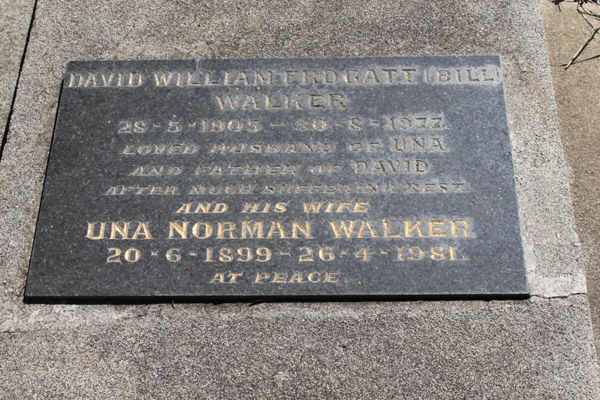 DAVID WILLIAM FROGATT (BILL)
WALKER
28-5-1905 - 30-8-1977.
LOVED HUSBAND OF UNA
AND FATHER OF DAVID
AFTER MUCH SUFFERING REST
AND HIS WIFE
UNA NORMAN WALKER
20-6-1899-26-4-1981.
AT PEACE